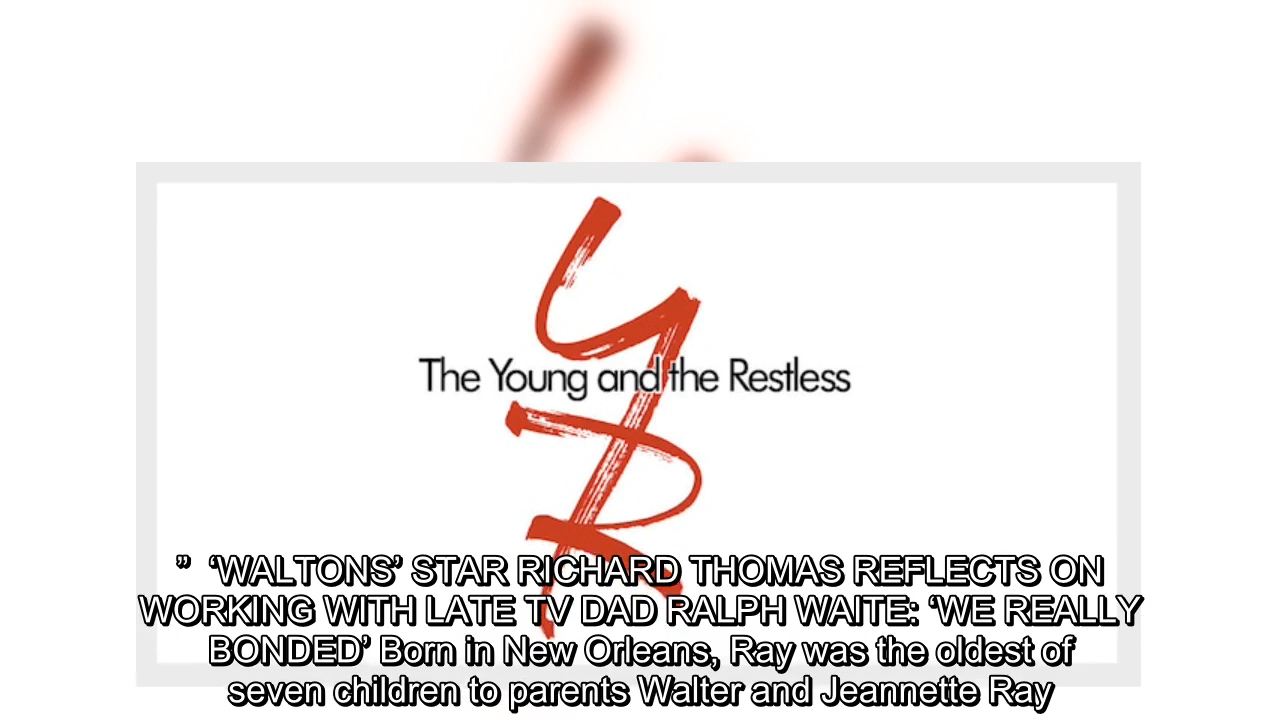 The Young and the Restless
YR
” ‘WALTONS’ STAR RICHARD THOMAS REFLECTS ON
WORKING WITH LATE TV DAD RALPH WAITE: ‘WE REALLY
BONDED’ Born in New Orleans, Ray was the oldest of
seven children to parents Walter and Jeannette Ray